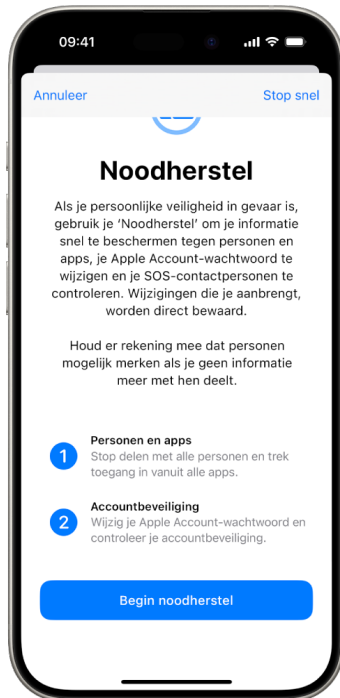 09:41
Annuleer
Stop snel
Noodherstel
Als je persoonlijke veiligheid in gevaar is,
gebruik je ‘Noodherstel’ om je informatie
snel te beschermen tegen personen en
apps, je Apple Account-wachtwoord te
wijzigen en je SOS-contactpersonen te
controleren. Wijzigingen die je aanbrengt,
worden direct bewaard.
Houd er rekening mee dat personen
mogelijk merken als je geen informatie
meer met hen deelt.
1
Personen en apps
Stop delen met alle personen en trek
toegang in vanuit alle apps.
2
Accountbeveiliging
Wijzig je Apple Account-wachtwoord en
controleer je accountbeveiliging.
Begin noodherstel